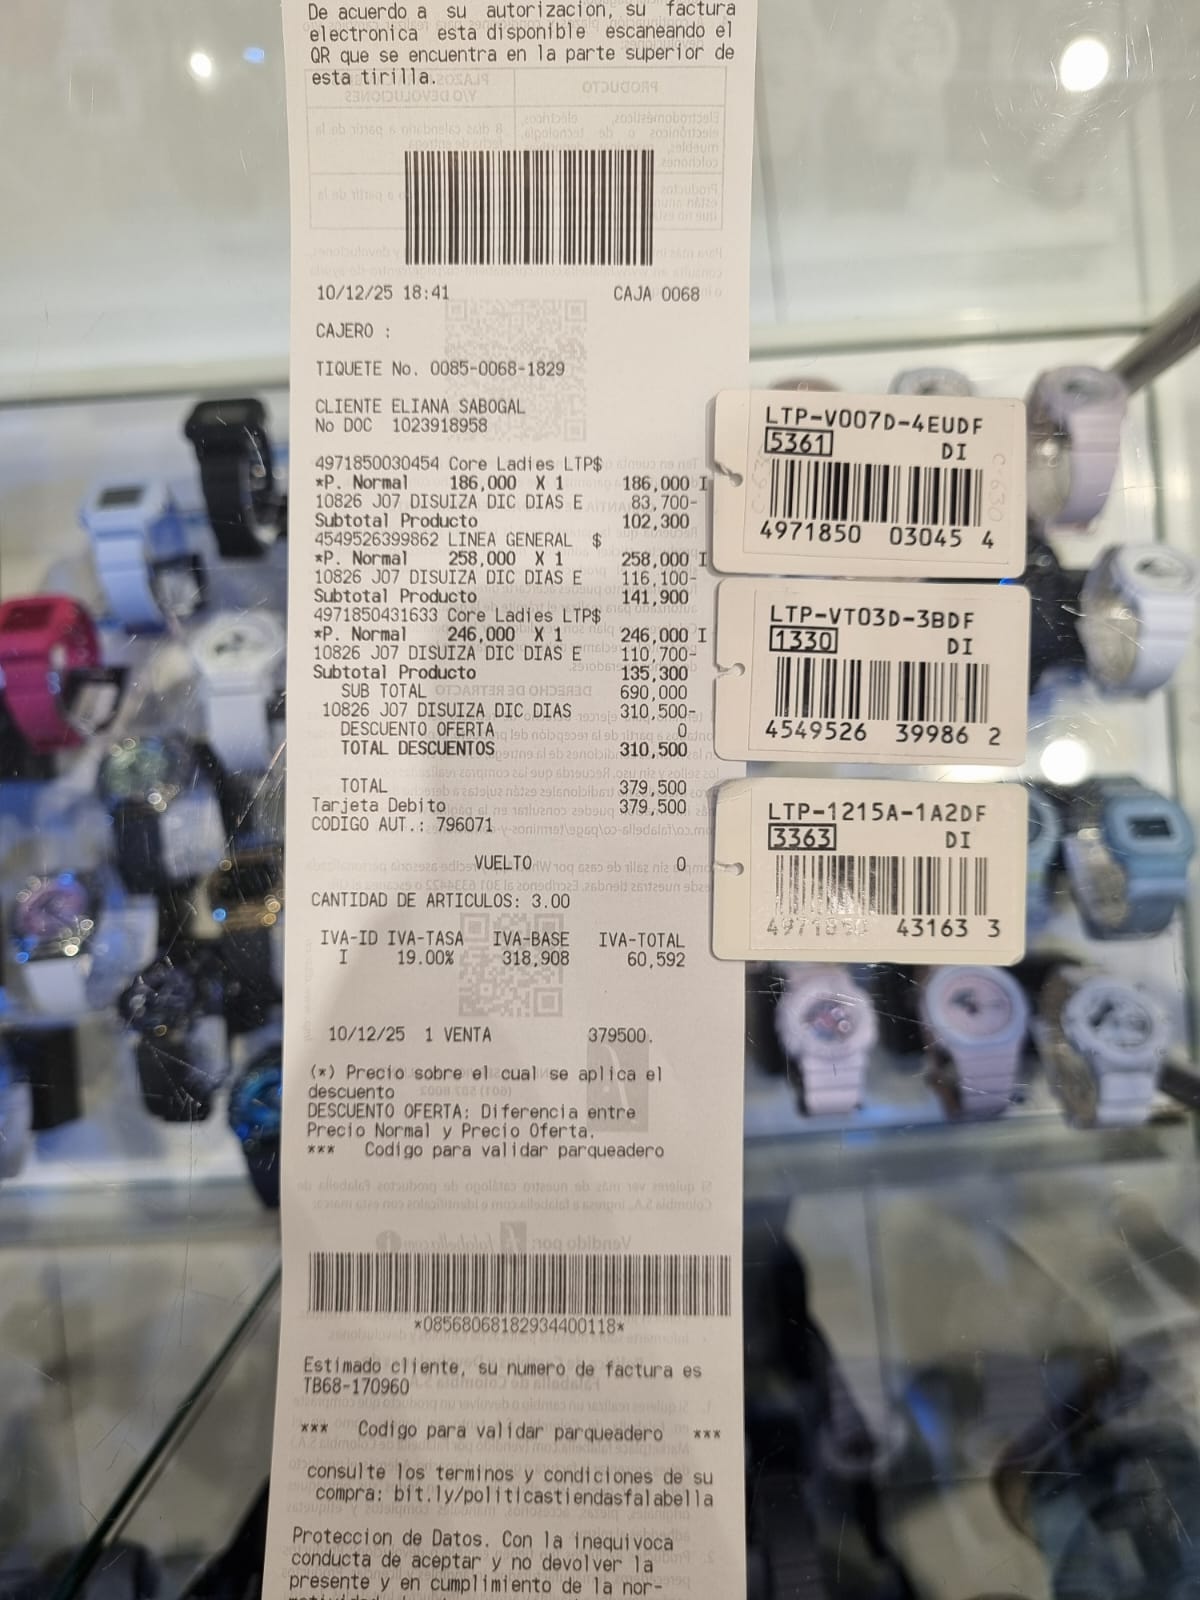 De acuerdo a su autorizacion, su factura
electronica esta disponible escaneando el
QR que se encuentra en la parte superior de
esta tirilla.
10/12/25 18:41 CAJA 0068
CAJERO :
TIQUETE No. 0085-0068-1829
CLIENTE ELIANA SABOGAL
No DOC 1023918958
4971850030454 Core Ladies LTP$
*P. Normal 186,000 X 1 186,000 I
10826 J07 DISUIZA DIC DIAS E 83,700-
Subtotal Producto 102,300
4549526399862 LINEA GENERAL $
*P. Normal 258,000 X 1 258,000 I
10826 J07 DISUIZA DIC DIAS E 116,100-
Subtotal Producto 141,900
4971850431633 Core Ladies LTP$
*P. Normal 246,000 X 1 246,000 I
10826 J07 DISUIZA DIC DIAS E 110,700-
Subtotal Producto 135,300
SUB TOTAL 690,000
10826 J07 DISUIZA DIC DIAS 310,500-
DESCUENTO OFERTA 0
TOTAL DESCUENTOS 310,500
TOTAL 379,500
Tarjeta Debito 379,500
CODIGO AUT.: 796071
VUELTO 0
CANTIDAD DE ARTICULOS: 3.00
IVA-ID IVA-TASA IVA-BASE IVA-TOTAL
I 19.00% 318,908 60,592
10/12/25 1 VENTA 379500.
(*) Precio sobre el cual se aplica el
descuento
DESCUENTO OFERTA: Diferencia entre
Precio Normal y Precio Oferta.
*** Codigo para validar parqueadero
*08568068182934400118*
Estimado cliente, su numero de factura es
TB68-170960
*** Codigo para validar parqueadero ***
consulte los terminos y condiciones de su
compra: bit.ly/politicastiendasfalabella
Proteccion de Datos. Con la inequivoca
conducta de aceptar y no devolver la
presente y en cumplimiento de la nor-
LTP-V007D-4EUDF
5361 DI
4971850 03045 4
LTP-VT03D-3BDF
1330 DI
4549526 39986 2
LTP-1215A-1A2DF
3363 DI
43163 3